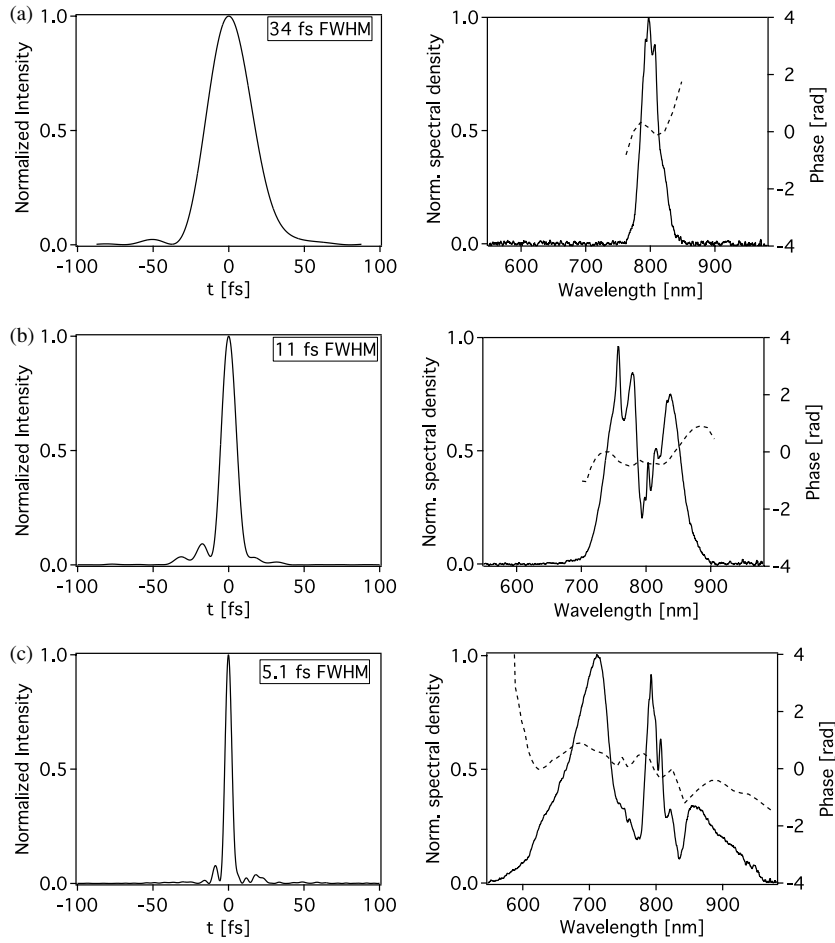 (a)
34 fs FWHM
Normalized Intensity
1.0
0.5
0.0
-100 -50 0 50 100
t [fs]
Norm. spectral density
1.0
0.5
0.0
600 700 800 900
Wavelength [nm]
4
2
0
-2
-4
Phase [rad]
(b)
11 fs FWHM
Normalized Intensity
1.0
0.5
0.0
-100 -50 0 50 100
t [fs]
Norm. spectral density
1.0
0.5
0.0
600 700 800 900
Wavelength [nm]
4
2
0
-2
-4
Phase [rad]
(c)
5.1 fs FWHM
Normalized Intensity
1.0
0.5
0.0
-100 -50 0 50 100
t [fs]
Norm. spectral density
1.0
0.5
0.0
600 700 800 900
Wavelength [nm]
4
2
0
-2
-4
Phase [rad]